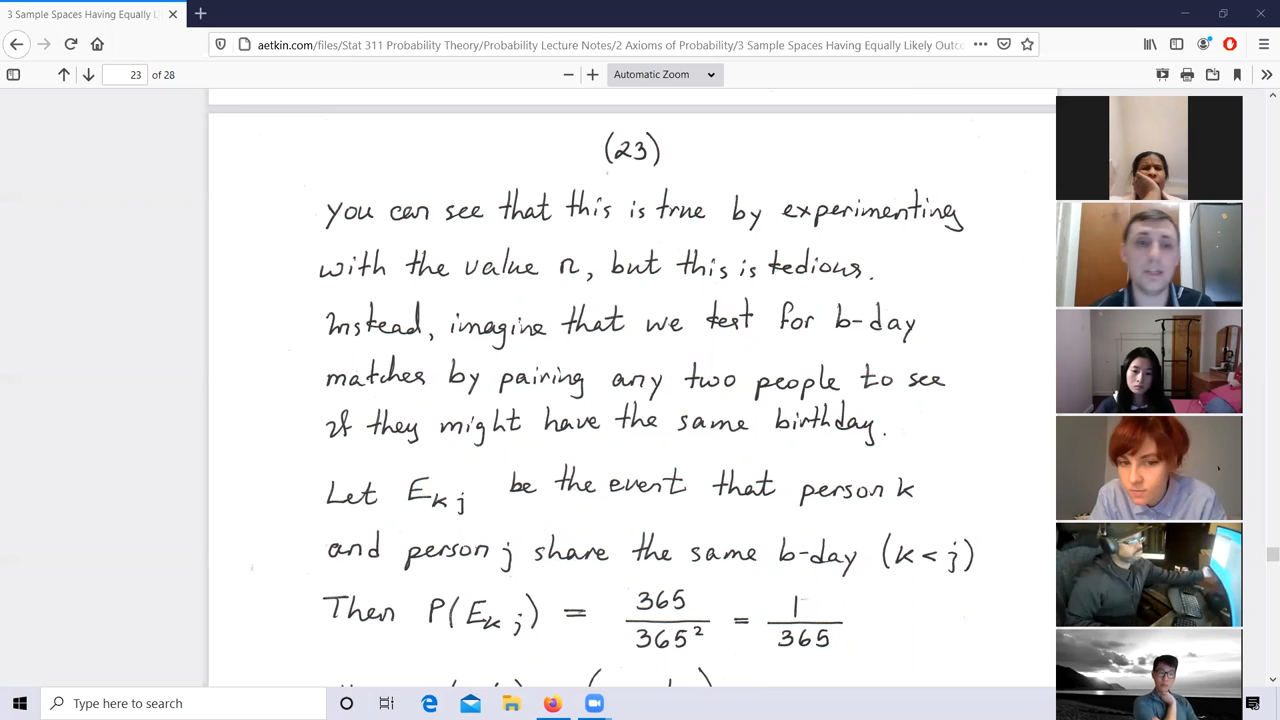 3 Sample Spaces Having Equally Li
aetkin.com/files/Stat 311 Probability Theory/Probability Lecture Notes/2 Axioms of Probability/3 Sample Spaces Having Equally Likely Outco
23 of 28
Automatic Zoom
(23)
you can see that this is true by experimenting
with the value n, but this is tedious.
Instead, imagine that we test for b-day
matches by pairing any two people to see
if they might have the same birthday.
Let E_kj be the event that person k
and person j share the same b-day (k < j)
Then P(E_kj) = 365/365² = 1/365
Type here to search